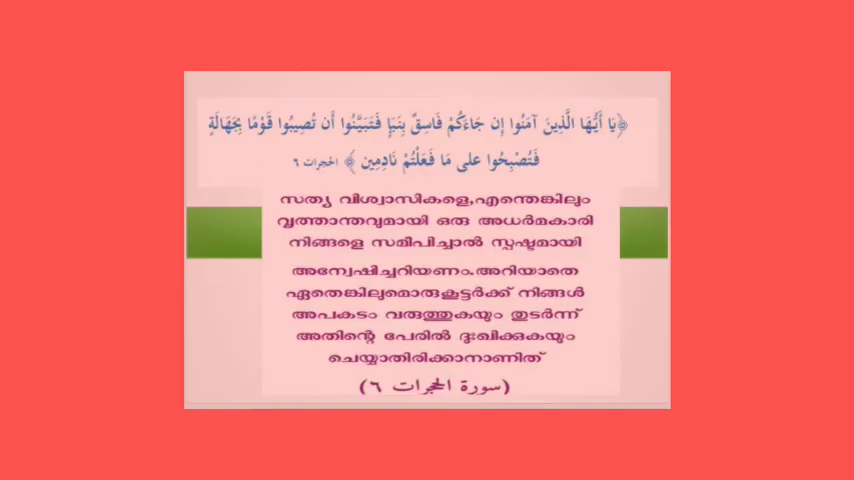 ﴿يَا أَيُّهَا الَّذِينَ آمَنُوا إِن جَاءَكُمْ فَاسِقٌ بِنَبَإٍ فَتَبَيَّنُوا أَن تُصِيبُوا قَوْمًا بِجَهَالَةٍ
فَتُصْبِحُوا على مَا فَعَلْتُمْ نَادِمِين ﴾ الحجرات ٦
സത്യ വിശ്വാസികളെ,എന്തെങ്കിലും
വൃത്താന്തവുമായി ഒരു അധർമകാരി
നിങ്ങളെ സമീപിച്ചാൽ സ്പഷ്ടമായി
അന്വേഷിച്ചറിയണം.അറിയാതെ
ഏതെങ്കിലുമൊരുകൂട്ടർക്ക് നിങ്ങൾ
അപകടം വരുത്തുകയും തുടർന്ന്
അതിന്റെ പേരിൽ ദുഃഖിക്കുകയും
ചെയ്യാതിരിക്കാനാണിത്
(سورة الحجرات ٦)